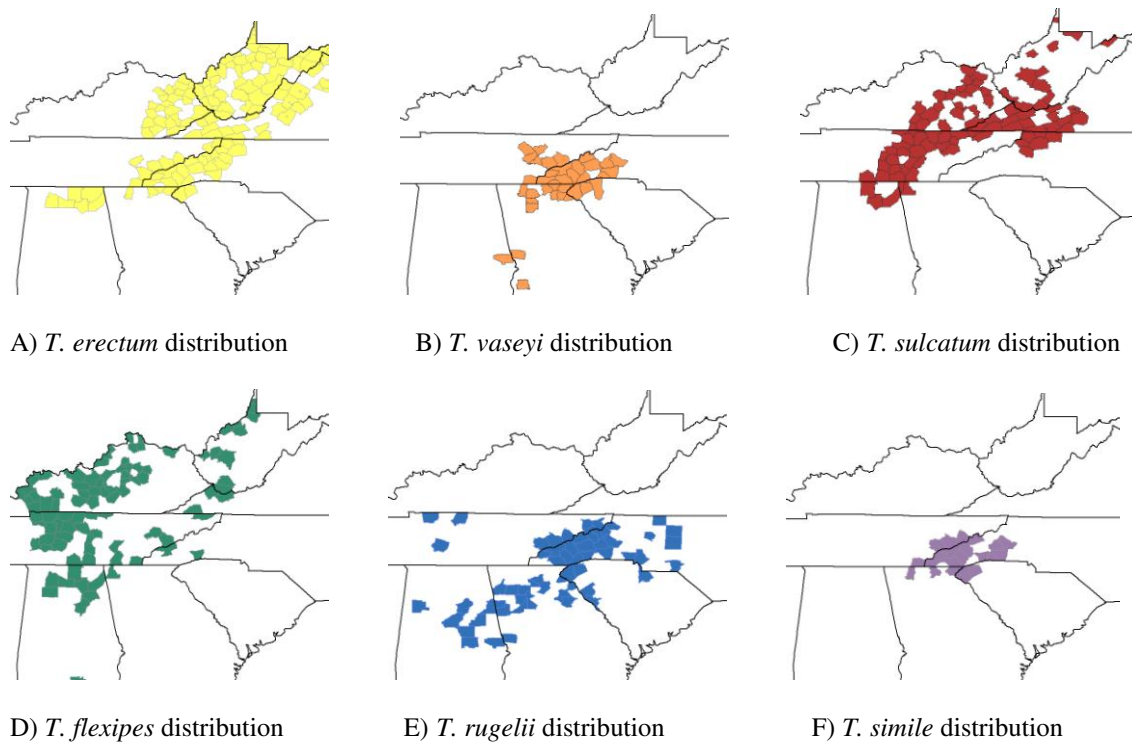 A) T. erectum distribution B) T. vaseyi distribution C) T. sulcatum distribution
D) T. flexipes distribution E) T. rugelii distribution F) T. simile distribution